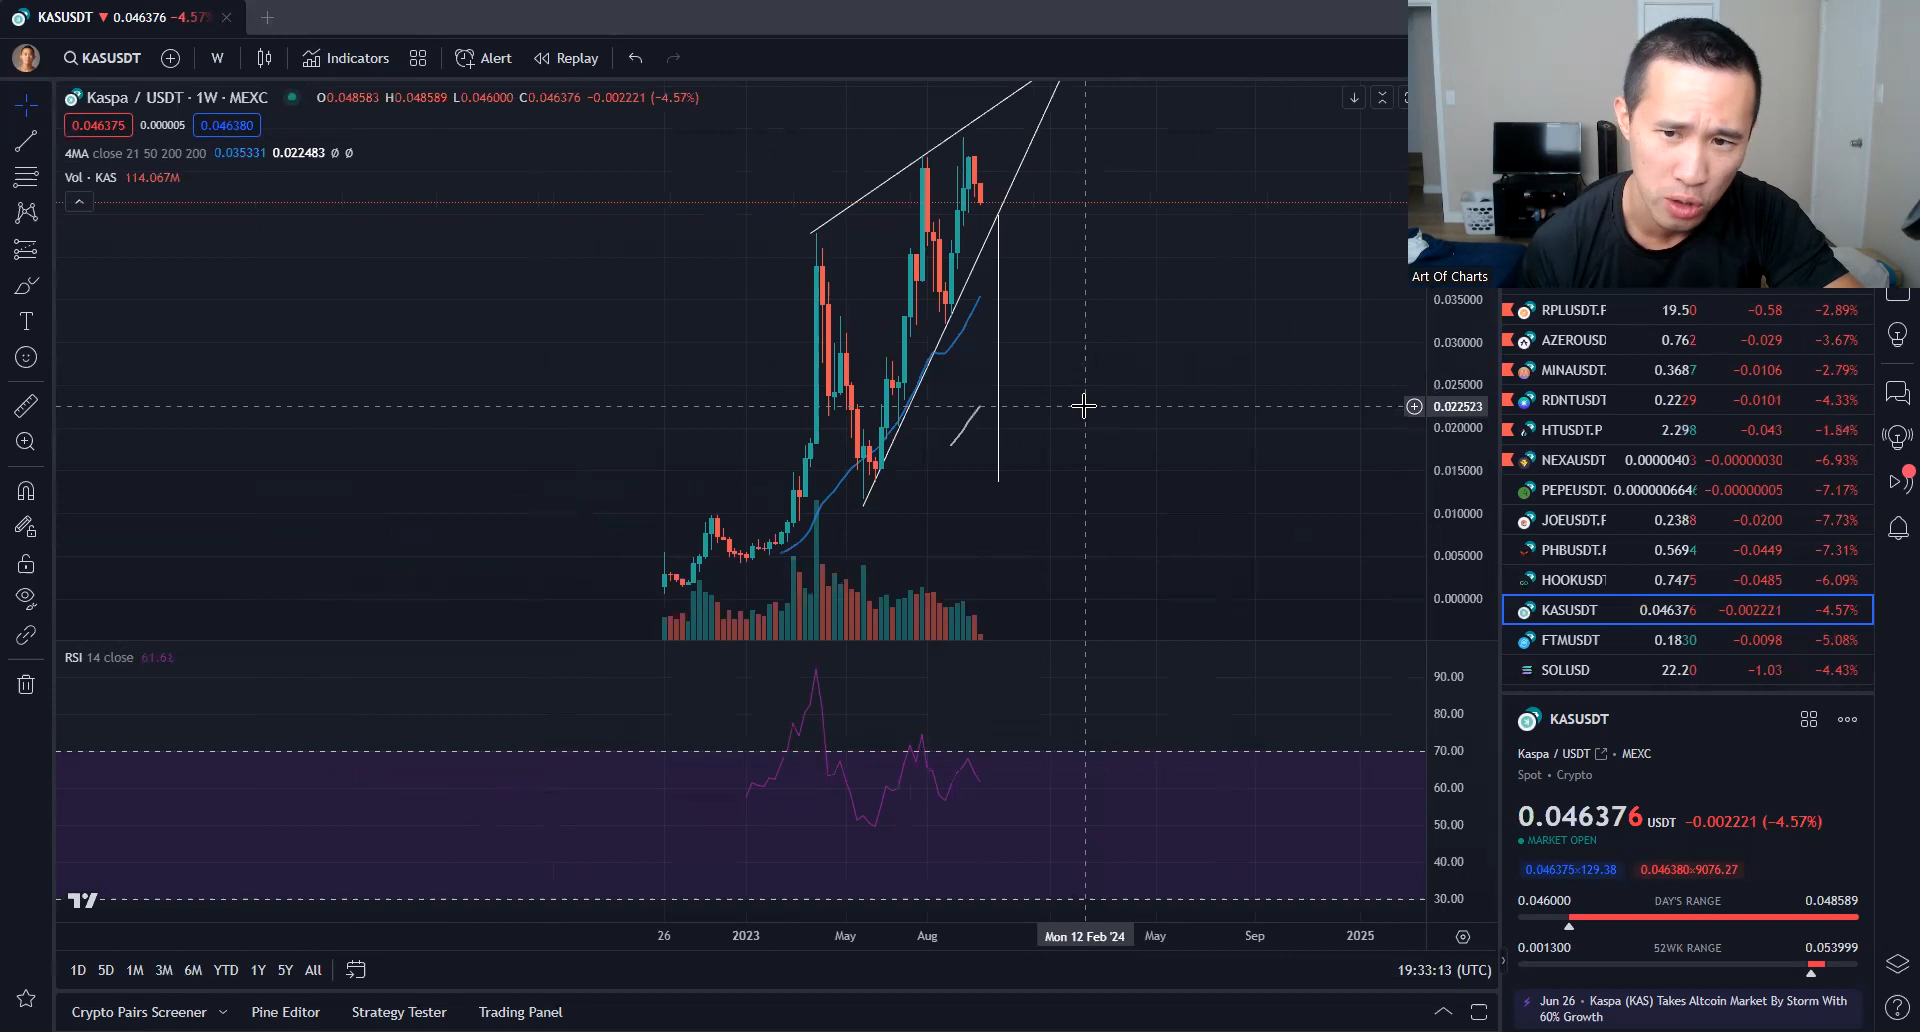 KASUSDT ▼ 0.046376 −4.57%
KASUSDT W Indicators Alert Replay
Kaspa / USDT · 1W · MEXC O0.048583 H0.048589 L0.046000 C0.046376 −0.002221 (−4.57%)
0.046375 0.000005 0.046380
4MA close 21 50 200 200 0.035331 0.022483 ∅ ∅
Vol · KAS 114.067M
Art Of Charts
0.035000
0.030000
0.025000
0.022523
0.020000
0.015000
0.010000
0.005000
0.000000
RSI 14 close
90.00
80.00
70.00
60.00
50.00
40.00
30.00
26 2023 May Aug Mon 12 Feb '24 May Sep 2025
1D 5D 1M 3M 6M YTD 1Y 5Y All 19:33:13 (UTC)
Crypto Pairs Screener Pine Editor Strategy Tester Trading Panel
RPLUSDT.F 19.50 −0.58 −2.89%
AZEROUSD 0.762 −0.029 −3.67%
MINAUSDT. 0.3687 −0.0106 −2.79%
RDNTUSDT 0.2229 −0.0101 −4.33%
HTUSDT.P 2.298 −0.043 −1.84%
NEXAUSDT 0.00000403 −0.00000030 −6.93%
PEPEUSDT. 0.000000664 −0.00000005 −7.17%
JOEUSDT.F 0.2388 −0.0200 −7.73%
PHBUSDT.F 0.5694 −0.0449 −7.31%
HOOKUSDT 0.7475 −0.0485 −6.09%
KASUSDT 0.046376 −0.002221 −4.57%
FTMUSDT 0.1830 −0.0098 −5.08%
SOLUSD 22.20 −1.03 −4.43%
KASUSDT
Kaspa / USDT • MEXC
Spot • Crypto
0.046376 USDT −0.002221 (−4.57%)
MARKET OPEN
0.046375×129.38 0.046380×9076.27
0.046000 DAY'S RANGE 0.048589
0.001300 52WK RANGE 0.053999
Jun 26 • Kaspa (KAS) Takes Altcoin Market By Storm With
60% Growth